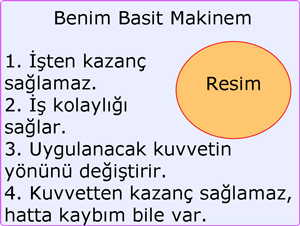 Benim Basit Makinem
1. İşten kazanç
sağlamaz.
Resim
2. İş kolaylığı
sağlar.
3. Uygulanacak kuvvetin
yönünü değiştirir.
4. Kuvvetten kazanç sağlamaz,
hatta kaybım bile var.